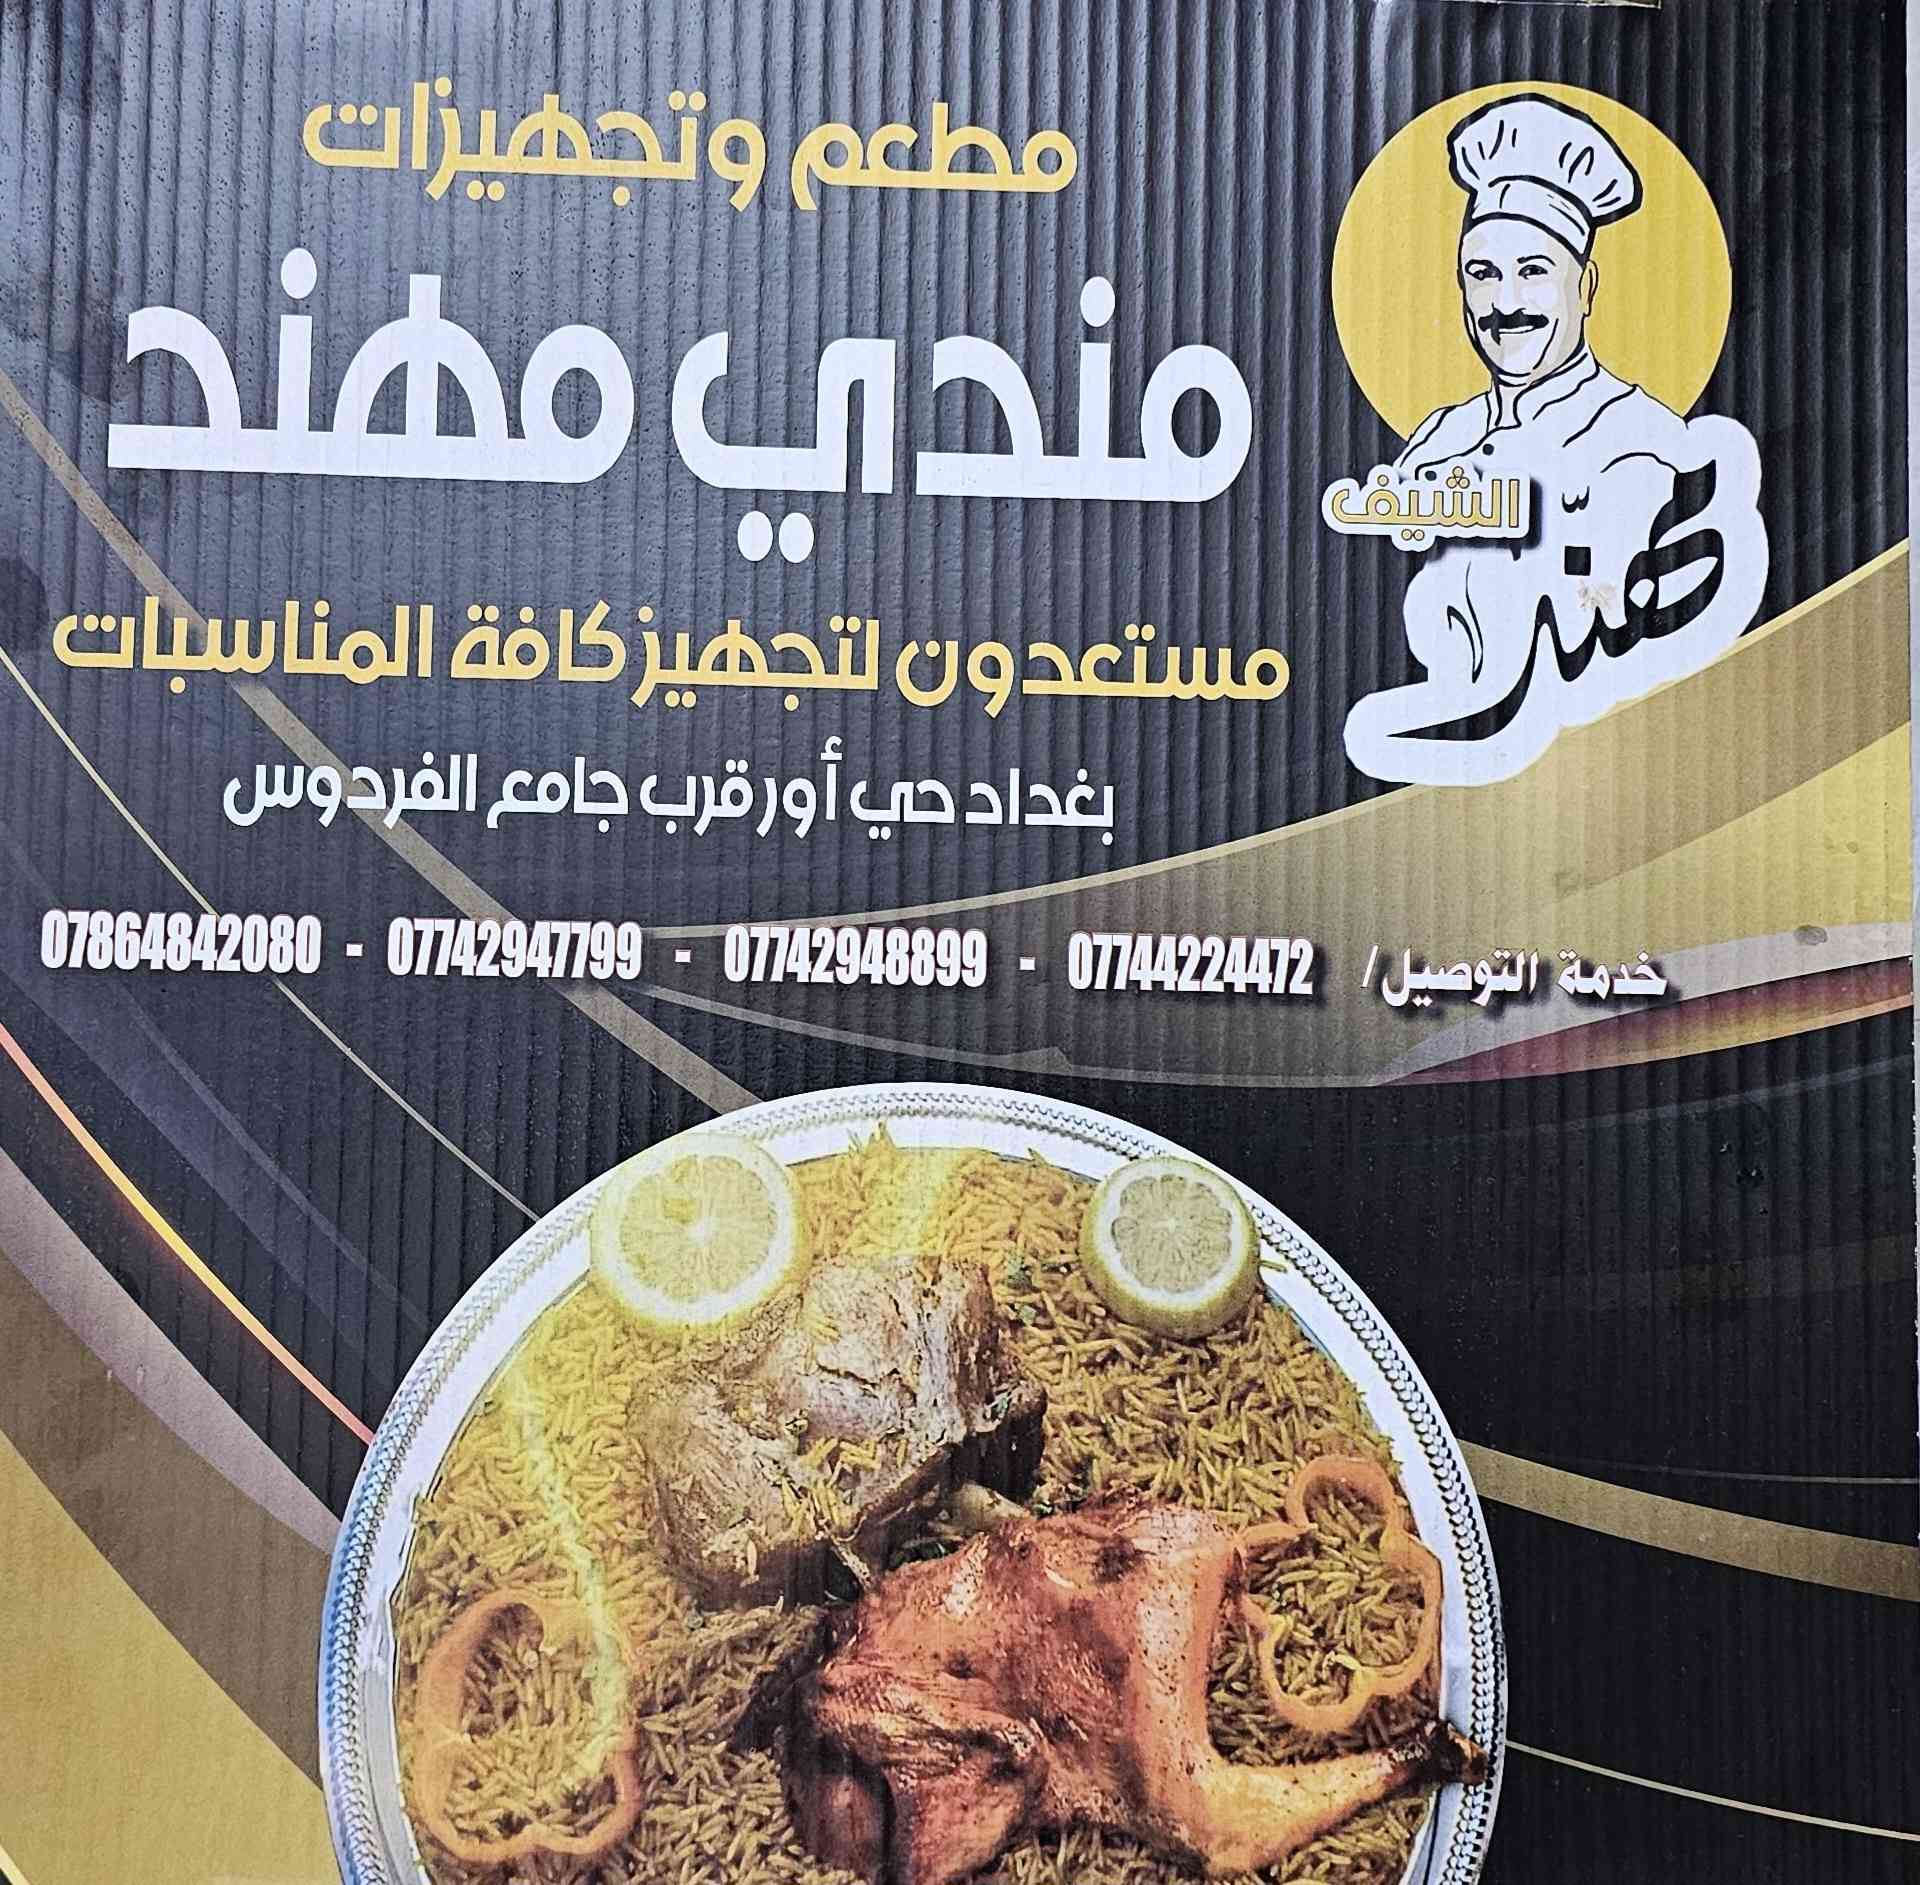 مطعم وتجهيزات
مندي مهند
الشيف
مهند
مستعدون لتجهيز كافة المناسبات
بغداد حي أور قرب جامع الفردوس
خدمة التوصيل / 07744224472 - 07742948899 - 07742947799 - 07864842080